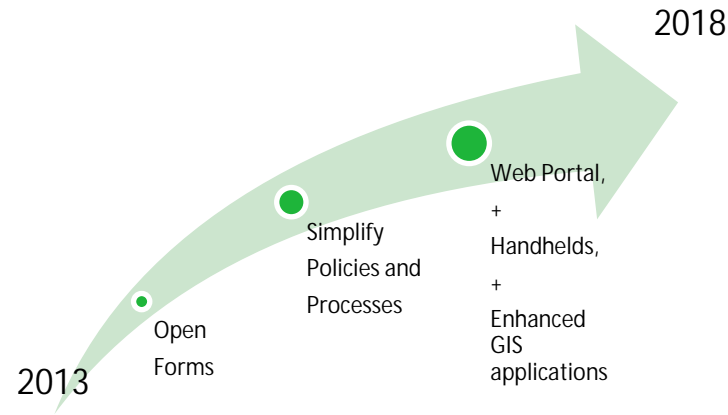 2018
Web Portal,
+
Handhelds,
+
Enhanced
GIS
applications
Simplify
Policies and
Processes
Open
Forms
2013